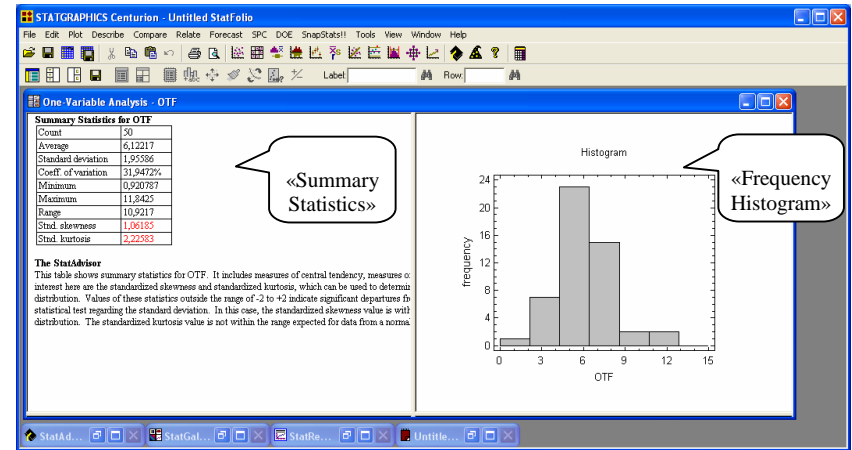 STATGRAPHICS Centurion - Untitled StatFolio
File Edit Plot Describe Compare Relate Forecast SPC DOE SnapStats!! Tools View Window Help
Label: Row:
One-Variable Analysis - OTF
Summary Statistics for OTF
Count 50
Average 6,12217
Standard deviation 1,95586
Coeff. of variation 31,9472%
Minimum 0,920787
Maximum 11,8425
Range 10,9217
Stnd. skewness 1,06185
Stnd. kurtosis 2,22583
«Summary
Statistics»
The StatAdvisor
This table shows summary statistics for OTF. It includes measures of central tendency, measures
interest here are the standardized skewness and standardized kurtosis, which can be used to
distribution. Values of these statistics outside the range of -2 to +2 indicate significant departures
statistical test regarding the standard deviation. In this case, the standardized skewness value is
distribution. The standardized kurtosis value is not within the range expected for data from a
Histogram
«Frequency
Histogram»
frequency
24
20
16
12
8
4
0
0 3 6 9 12 15
OTF
StatAd... StatGal... StatRe... Untitle...